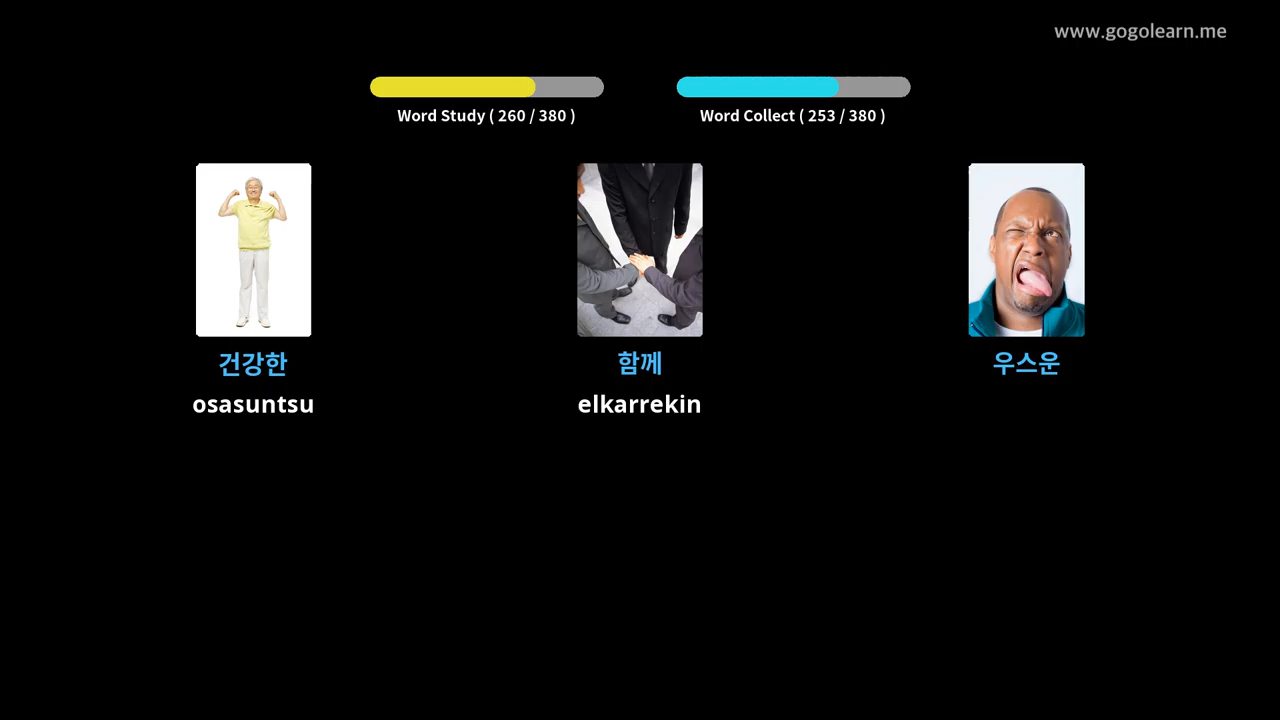 www.gogolearn.me
Word Study ( 260 / 380 )
Word Collect ( 253 / 380 )
건강한
함께
우스운
osasuntsu
elkarrekin